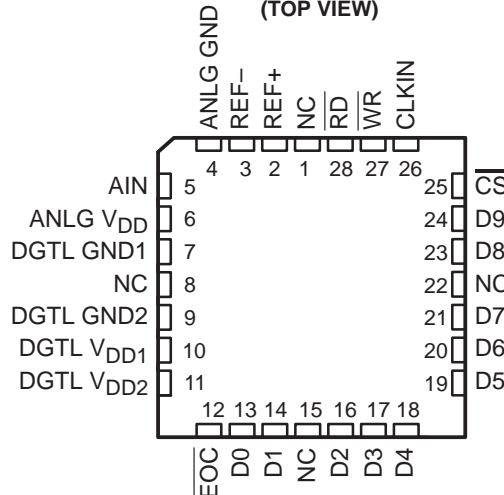 (TOP VIEW)
ANLG GND
REF−
REF+
NC
RD
WR
CLKIN
4 3 2 1 28 27 26
AIN 5
ANLG VDD 6
DGTL GND1 7
NC 8
DGTL GND2 9
DGTL VDD1 10
DGTL VDD2 11
25 CS
24 D9
23 D8
22 NC
21 D7
20 D6
19 D5
12 13 14 15 16 17 18
EOC
D0
D1
NC
D2
D3
D4